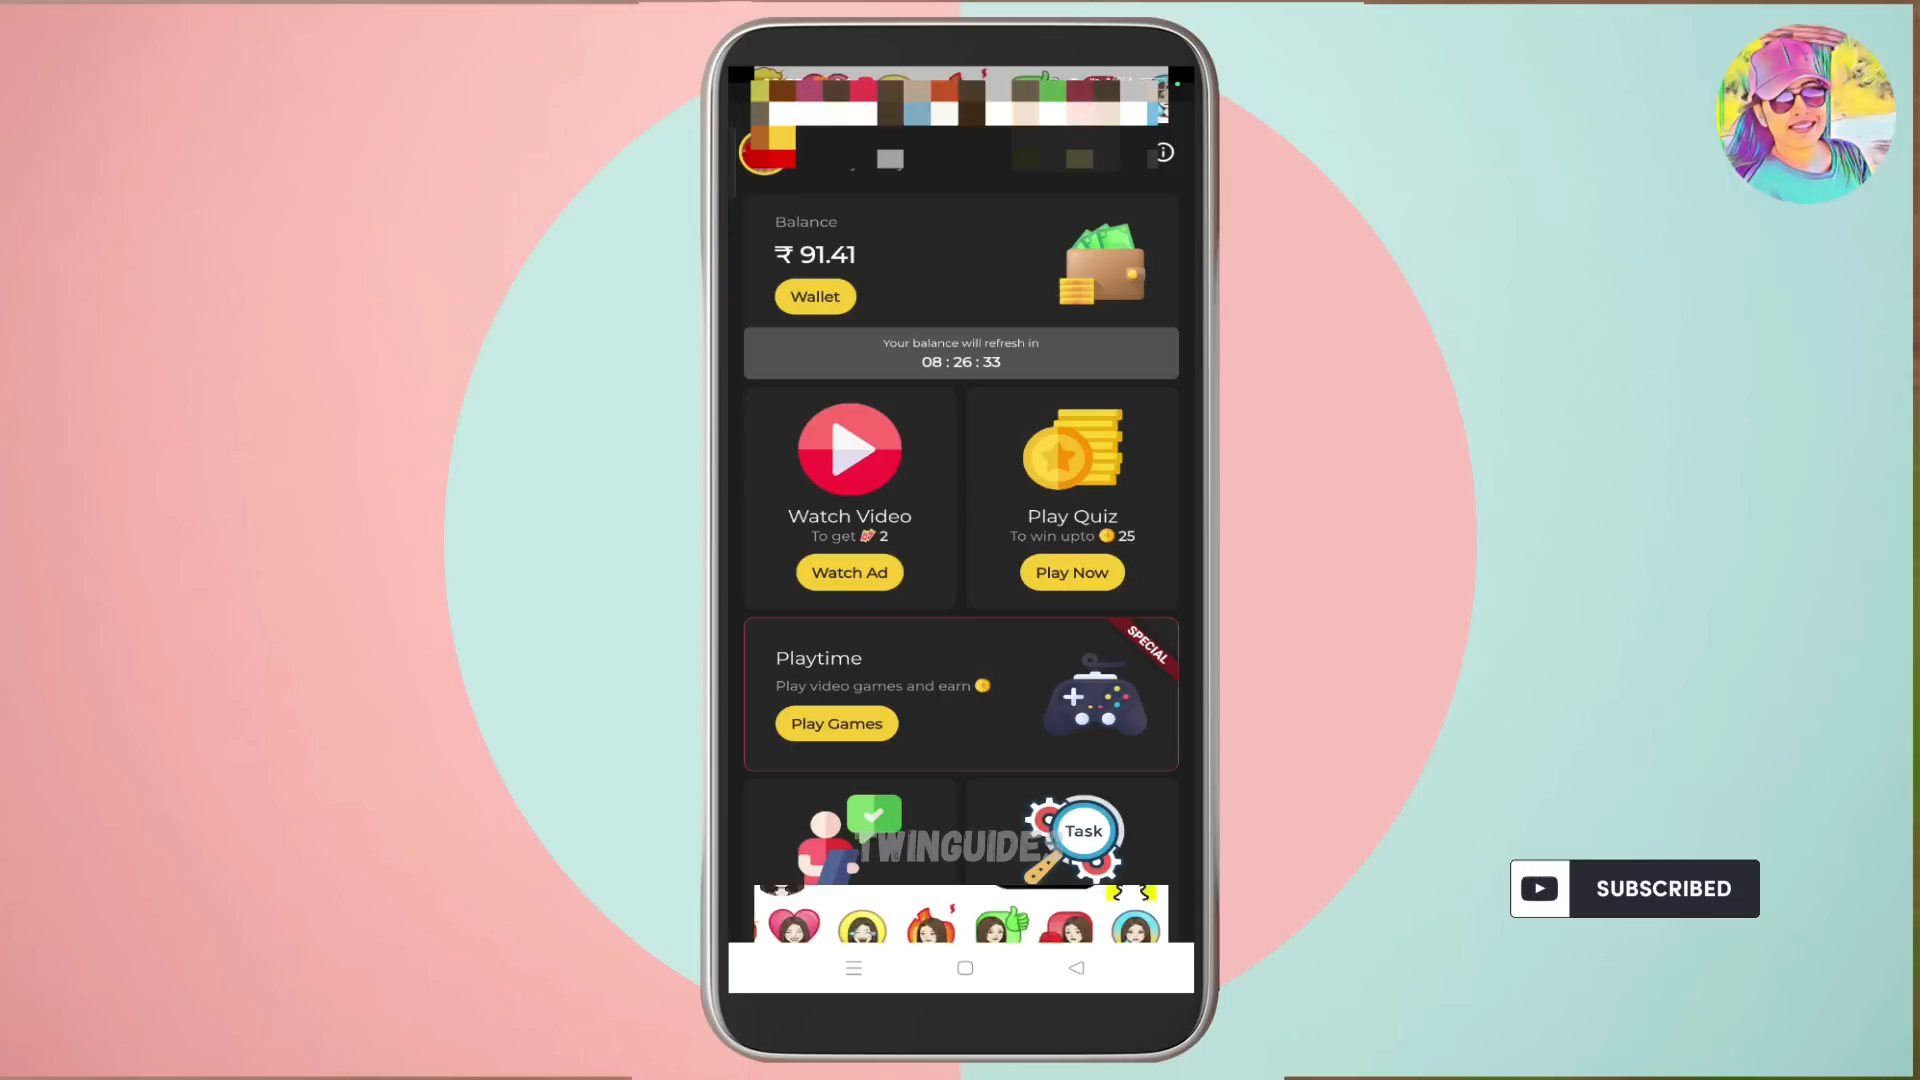 Balance
₹ 91.41
Wallet
Your balance will refresh in
08 : 26 : 33
Watch Video
To get 2
Watch Ad
Play Quiz
To win upto 25
Play Now
SPECIAL
Playtime
Play video games and earn
Play Games
Task
TWINGUIDES
SUBSCRIBED